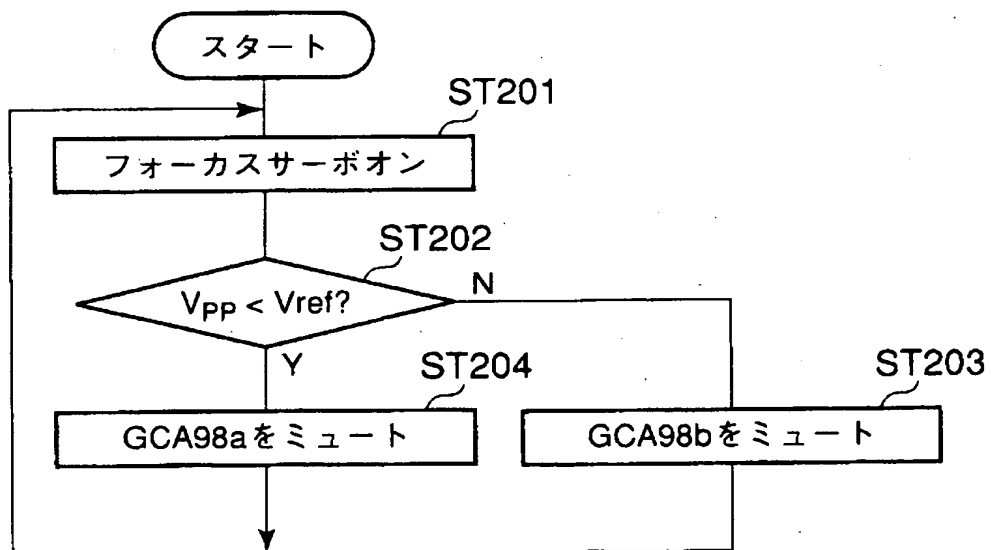 スタート
ST201
フォーカスサーボオン
ST202
VPP < Vref?
N
Y
ST204
ST203
GCA98aをミュート
GCA98bをミュート